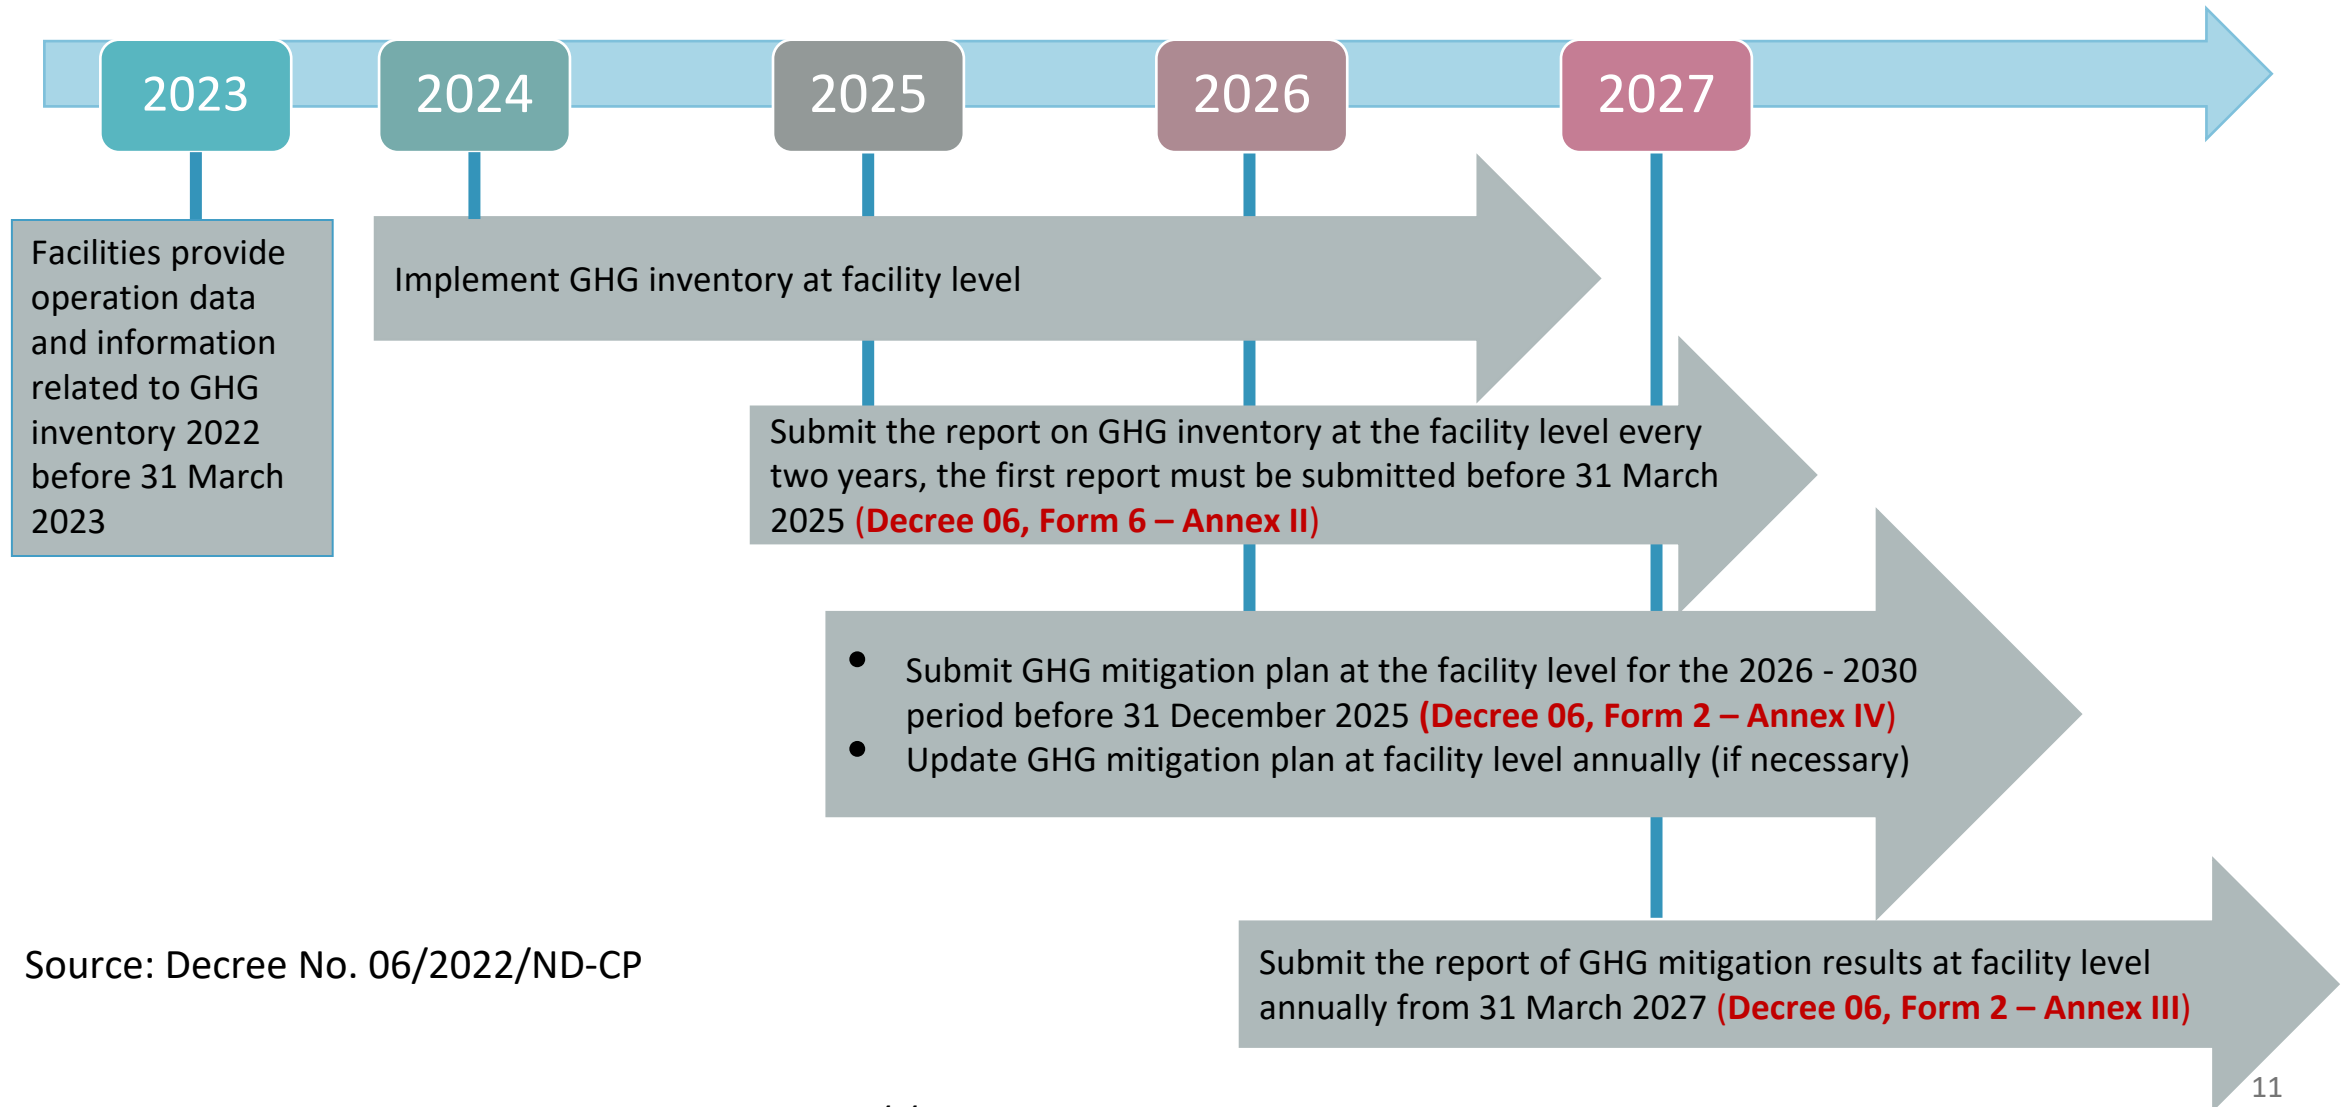 2023
2024
2025
2026
2027
Facilities provide
operation data
and information
related to GHG
inventory 2022
before 31 March
2023
Implement GHG inventory at facility level
Submit the report on GHG inventory at the facility level every
two years, the first report must be submitted before 31 March
2025 (Decree 06, Form 6 – Annex II)
• Submit GHG mitigation plan at the facility level for the 2026 - 2030
period before 31 December 2025 (Decree 06, Form 2 – Annex IV)
• Update GHG mitigation plan at facility level annually (if necessary)
Submit the report of GHG mitigation results at facility level
annually from 31 March 2027 (Decree 06, Form 2 – Annex III)
Source: Decree No. 06/2022/ND-CP
11